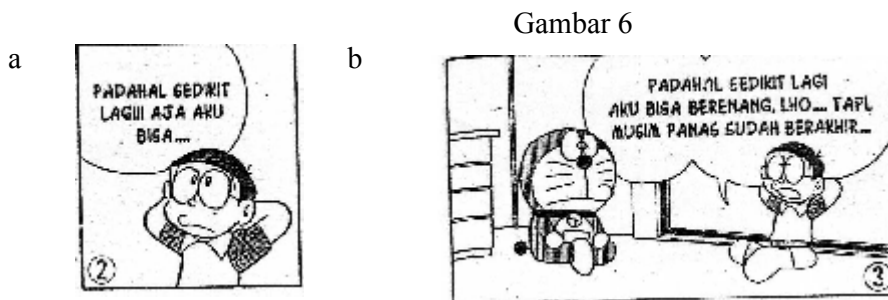 Gambar 6
a
PADAHAL SEDIKIT
LAGIII AJA AKU
BISA....
②
b
PADAHAL SEDIKIT LAGI
AKU BISA BERENANG, LHO.... TAPI,
MUSIM PANAS SUDAH BERAKHIR...
③